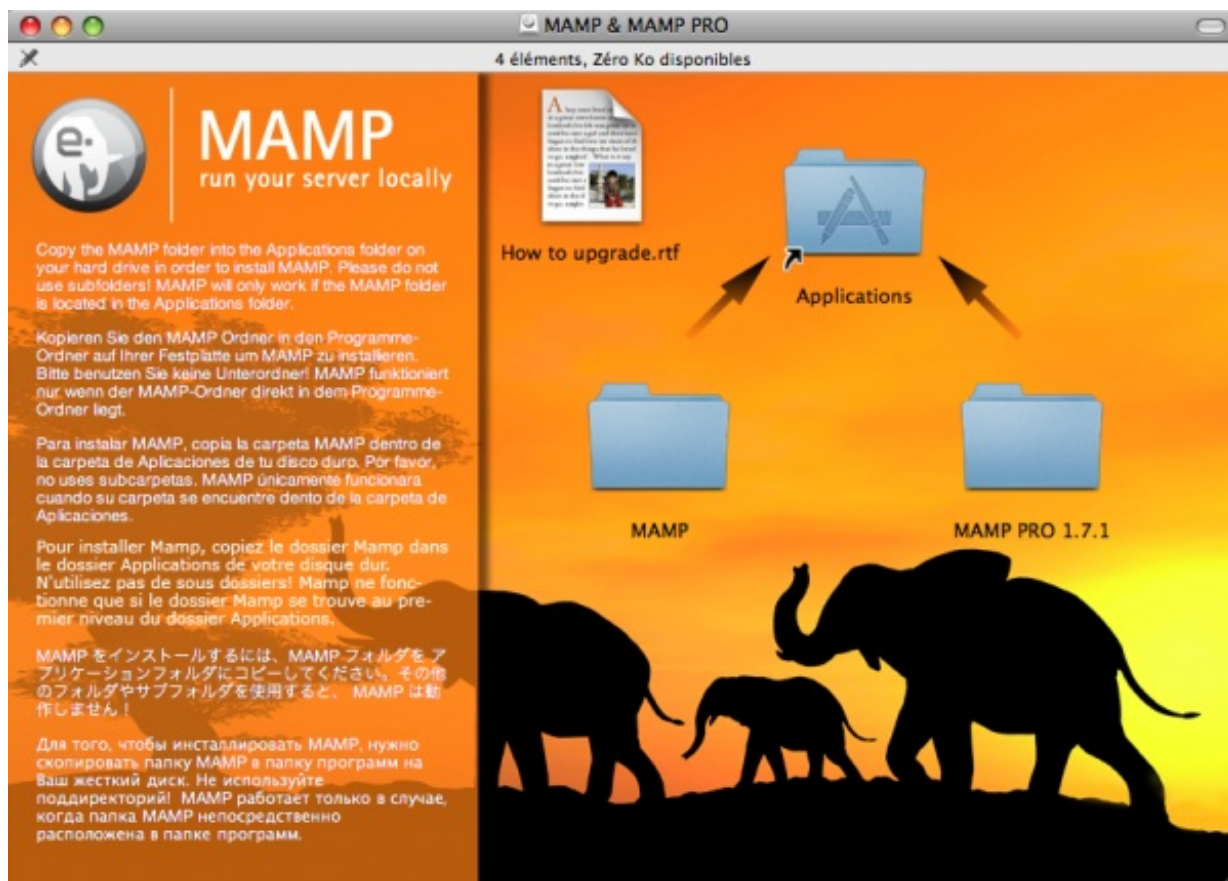 MAMP & MAMP PRO
4 éléments, Zéro Ko disponibles
e.
MAMP
run your server locally
Copy the MAMP folder into the Applications folder on
your hard drive in order to install MAMP. Please do not
use subfolders! MAMP will only work if the MAMP folder
is located in the Applications folder.
Kopieren Sie den MAMP Ordner in den Programme-
Ordner auf Ihrer Festplatte um MAMP zu installieren.
Bitte benutzen Sie keine Unterordner! MAMP funktioniert
nur wenn der MAMP-Ordner direkt in dem Programme-
Ordner liegt.
Para instalar MAMP, copia la carpeta MAMP dentro de
la carpeta de Aplicaciones de tu disco duro. Por favor,
no uses subcarpetas. MAMP únicamente funcionara
cuando su carpeta se encuentre dento de la carpeta de
Aplicaciones.
Pour installer Mamp, copiez le dossier Mamp dans
le dossier Applications de votre disque dur.
N'utilisez pas de sous dossiers! Mamp ne fonc-
tionne que si le dossier Mamp se trouve au pre-
mier niveau du dossier Applications.
MAMP をインストールするには、MAMP フォルダを ア
プリケーションフォルダにコピーしてください。その他
のフォルダやサブフォルダを使用すると、 MAMP は動
作しません！
Для того, чтобы инсталлировать MAMP, нужно
скопировать папку MAMP в папку программ на
Ваш жесткий диск. Не используйте
поддиректорий! MAMP работает только в случае,
когда папка MAMP непосредственно
расположена в папке программ.
How to upgrade.rtf
Applications
MAMP
MAMP PRO 1.7.1